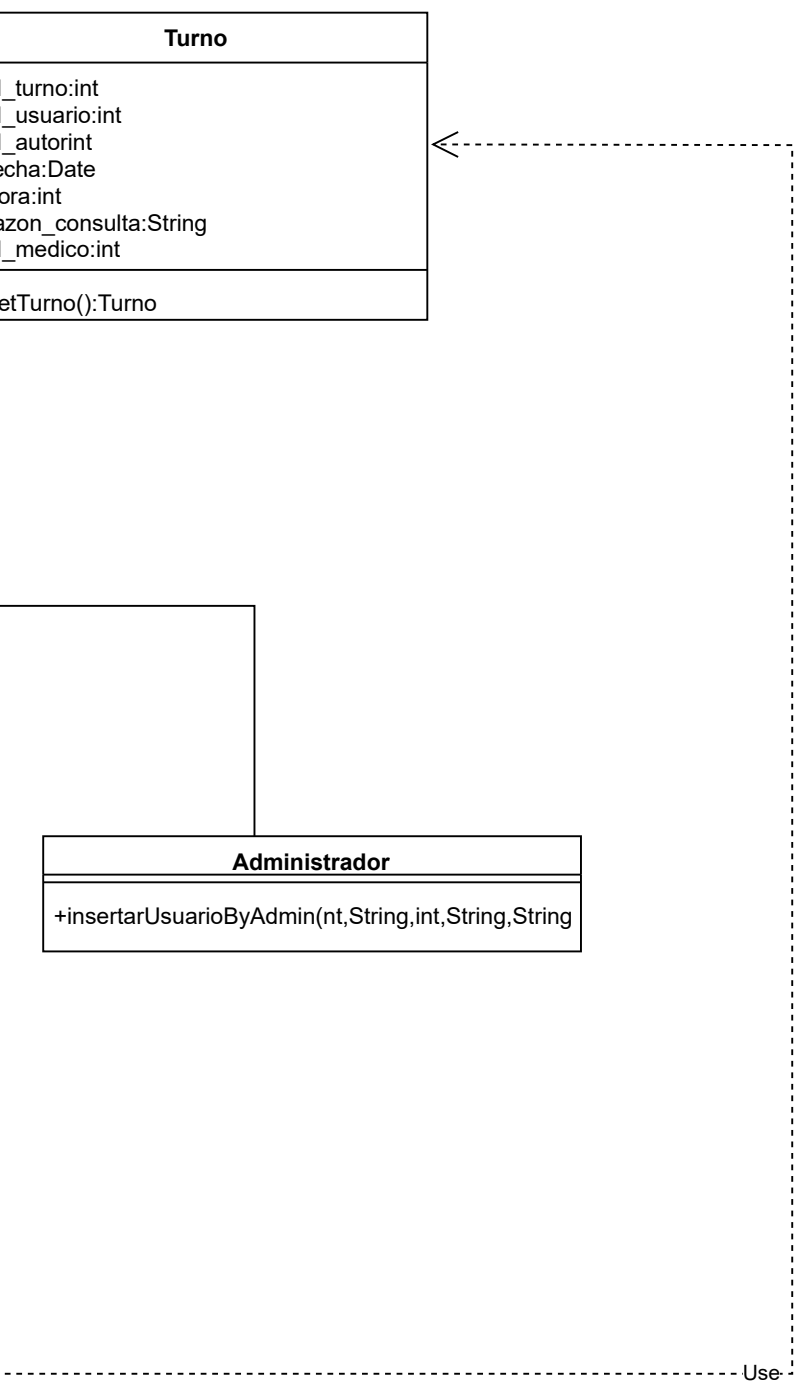 Turno
_turno:int
_usuario:int
_autorint
echa:Date
ora:int
azon_consulta:String
_medico:int
etTurno():Turno
Administrador
+insertarUsuarioByAdmin(nt,String,int,String,String
Use